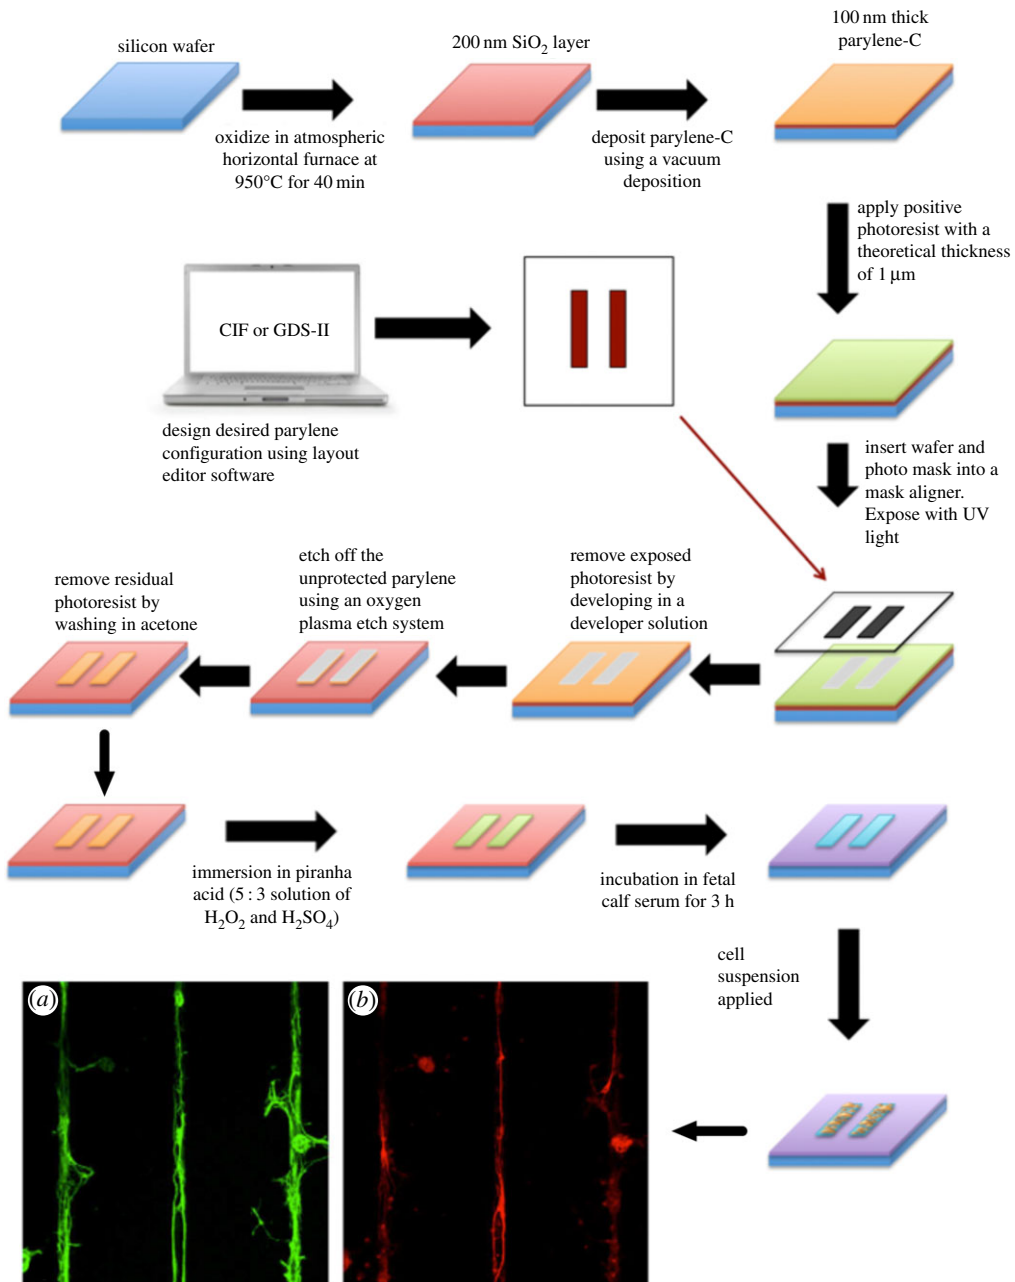 silicon wafer
200 nm SiO₂ layer
100 nm thick
parylene-C
oxidize in atmospheric
horizontal furnace at
950°C for 40 min
deposit parylene-C
using a vacuum
deposition
apply positive
photoresist with a
theoretical thickness
of 1 μm
CIF or GDS-II
design desired parylene
configuration using layout
editor software
insert wafer and
photo mask into a
mask aligner.
Expose with UV
light
remove residual
photoresist by
washing in acetone
etch off the
unprotected parylene
using an oxygen
plasma etch system
remove exposed
photoresist by
developing in a
developer solution
immersion in piranha
acid (5 : 3 solution of
H₂O₂ and H₂SO₄)
incubation in fetal
calf serum for 3 h
cell
suspension
applied
(a)
(b)